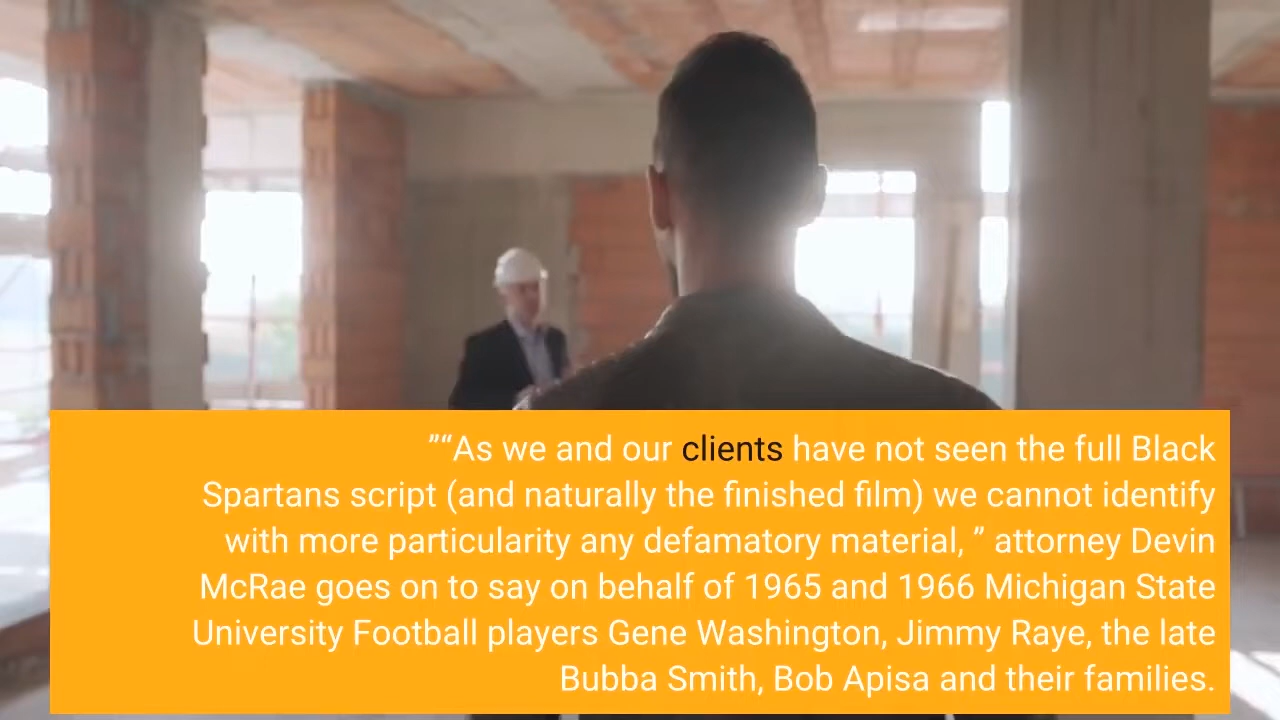 ”“As we and our clients have not seen the full Black
Spartans script (and naturally the finished film) we cannot identify
with more particularity any defamatory material, ” attorney Devin
McRae goes on to say on behalf of 1965 and 1966 Michigan State
University Football players Gene Washington, Jimmy Raye, the late
Bubba Smith, Bob Apisa and their families.